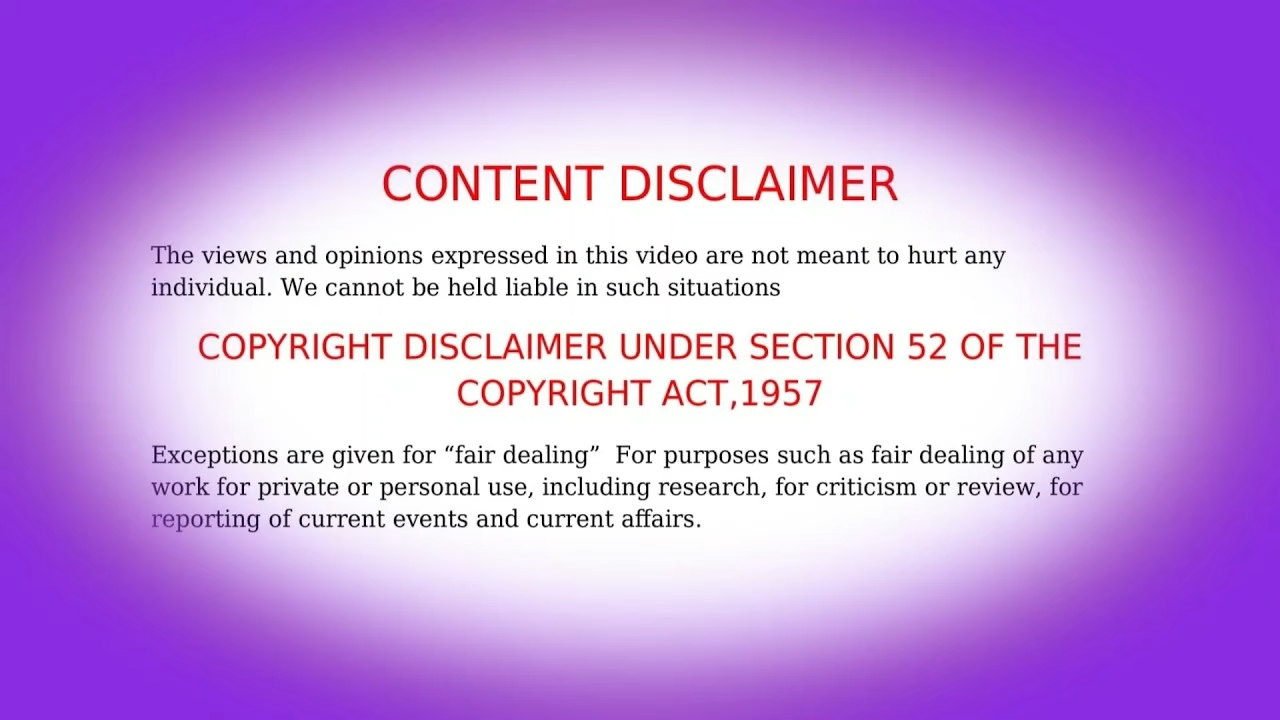 CONTENT DISCLAIMER
The views and opinions expressed in this video are not meant to hurt any
individual. We cannot be held liable in such situations
COPYRIGHT DISCLAIMER UNDER SECTION 52 OF THE
COPYRIGHT ACT,1957
Exceptions are given for “fair dealing”  For purposes such as fair dealing of any
work for private or personal use, including research, for criticism or review, for
reporting of current events and current affairs.